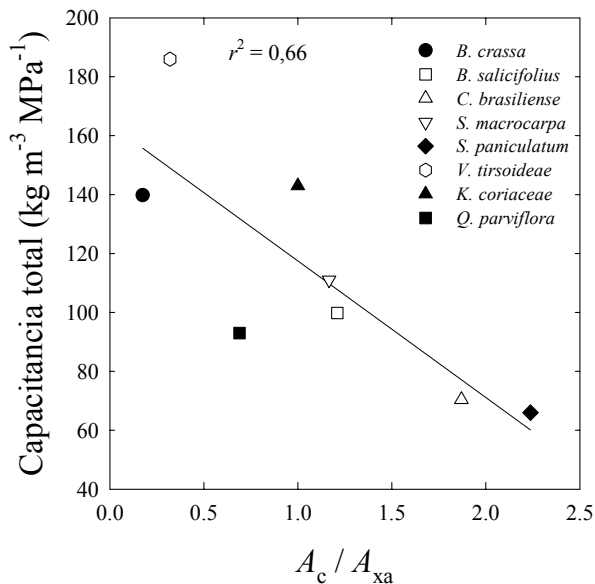 Capacitancia total (kg m⁻³ MPa⁻¹)
200
180
160
140
120
100
80
60
40
r² = 0,66
B. crassa
B. salicifolius
C. brasiliense
S. macrocarpa
S. paniculatum
V. tirsoideae
K. coriaceae
Q. parviflora
0.0 0.5 1.0 1.5 2.0 2.5
A_c / A_xa